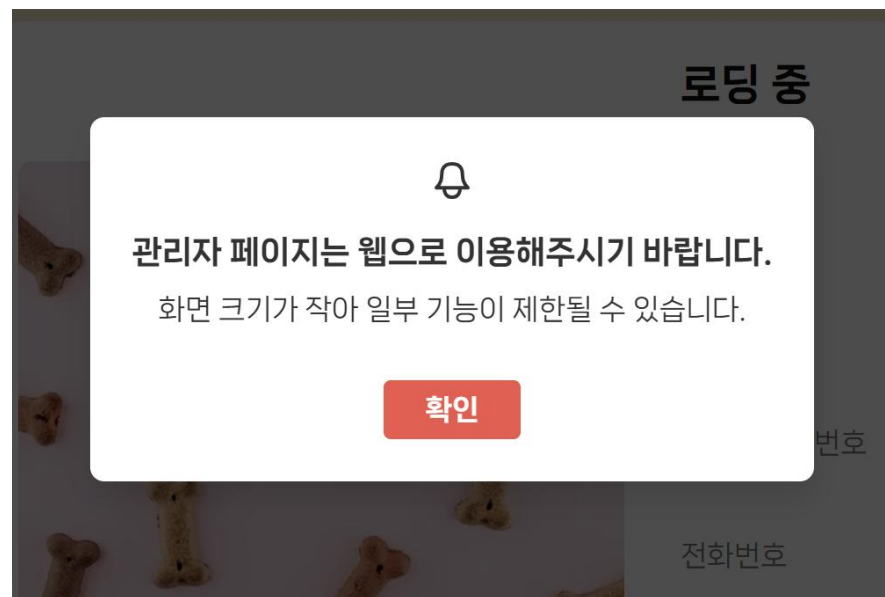 로딩 중
관리자 페이지는 웹으로 이용해주시기 바랍니다.
화면 크기가 작아 일부 기능이 제한될 수 있습니다.
확인
번호
전화번호